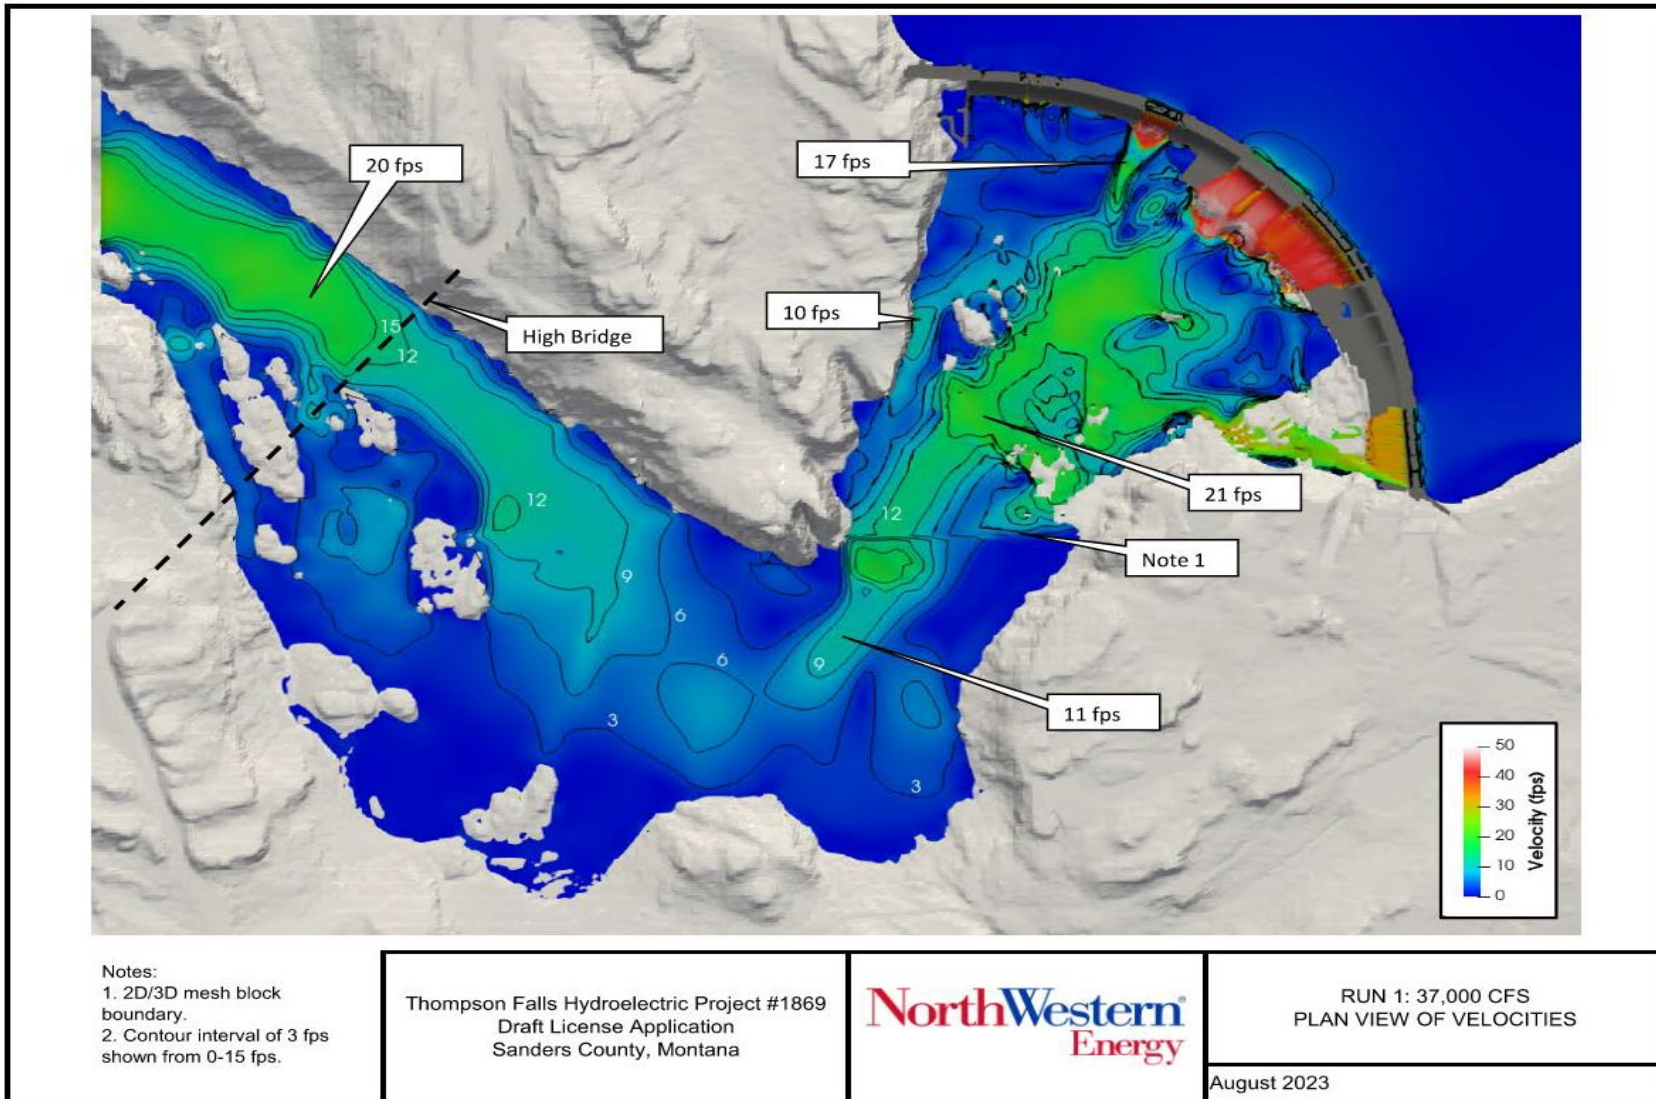 20 fps
17 fps
10 fps
15
12
High Bridge
12
21 fps
12
Note 1
9
6
6
9
11 fps
3
3
50
40
30
20
10
0
Velocity (fps)
Notes:
1. 2D/3D mesh block
boundary.
2. Contour interval of 3 fps
shown from 0-15 fps.
Thompson Falls Hydroelectric Project #1869
Draft License Application
Sanders County, Montana
NorthWestern®
Energy
RUN 1: 37,000 CFS
PLAN VIEW OF VELOCITIES
August 2023